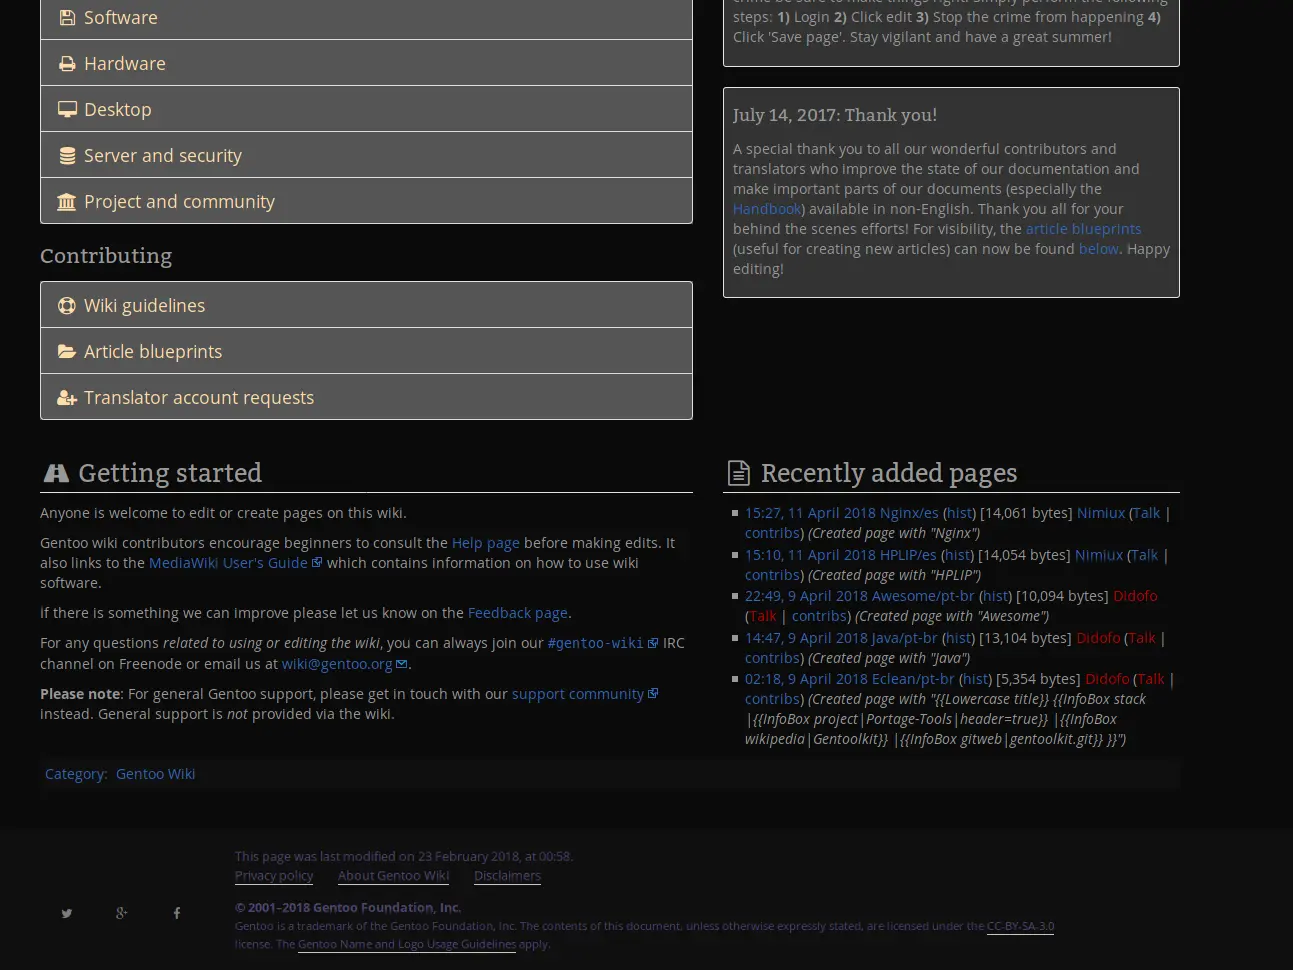 Software
Hardware
Desktop
Server and security
Project and community
Contributing
Wiki guidelines
Article blueprints
Translator account requests
steps: 1) Login 2) Click edit 3) Stop the crime from happening 4)
Click 'Save page'. Stay vigilant and have a great summer!
July 14, 2017: Thank you!
A special thank you to all our wonderful contributors and
translators who improve the state of our documentation and
make important parts of our documents (especially the
Handbook) available in non-English. Thank you all for your
behind the scenes efforts! For visibility, the article blueprints
(useful for creating new articles) can now be found below. Happy
editing!
Getting started
Anyone is welcome to edit or create pages on this wiki.
Gentoo wiki contributors encourage beginners to consult the Help page before making edits. It
also links to the MediaWiki User's Guide which contains information on how to use wiki
software.
If there is something we can improve please let us know on the Feedback page.
For any questions related to using or editing the wiki, you can always join our #gentoo-wiki IRC
channel on Freenode or email us at wiki@gentoo.org.
Please note: For general Gentoo support, please get in touch with our support community
instead. General support is not provided via the wiki.
Recently added pages
15:27, 11 April 2018 Nginx/es (hist) [14,061 bytes] Nimiux (Talk |
contribs) (Created page with "Nginx")
15:10, 11 April 2018 HPLIP/es (hist) [14,054 bytes] Nimiux (Talk |
contribs) (Created page with "HPLIP")
22:49, 9 April 2018 Awesome/pt-br (hist) [10,094 bytes] Didofo
(Talk | contribs) (Created page with "Awesome")
14:47, 9 April 2018 Java/pt-br (hist) [13,104 bytes] Didofo (Talk |
contribs) (Created page with "Java")
02:18, 9 April 2018 Eclean/pt-br (hist) [5,354 bytes] Didofo (Talk |
contribs) (Created page with "{{Lowercase title}} {{InfoBox stack
|{{InfoBox project|Portage-Tools|header=true}} |{{InfoBox
wikipedia|Gentoolkit}} |{{InfoBox gitweb|gentoolkit.git}} }}")
Category: Gentoo Wiki
This page was last modified on 23 February 2018, at 00:58.
Privacy policy About Gentoo Wiki Disclaimers
© 2001–2018 Gentoo Foundation, Inc.
Gentoo is a trademark of the Gentoo Foundation, Inc. The contents of this document, unless otherwise expressly stated, are licensed under the CC-BY-SA-3.0
license. The Gentoo Name and Logo Usage Guidelines apply.